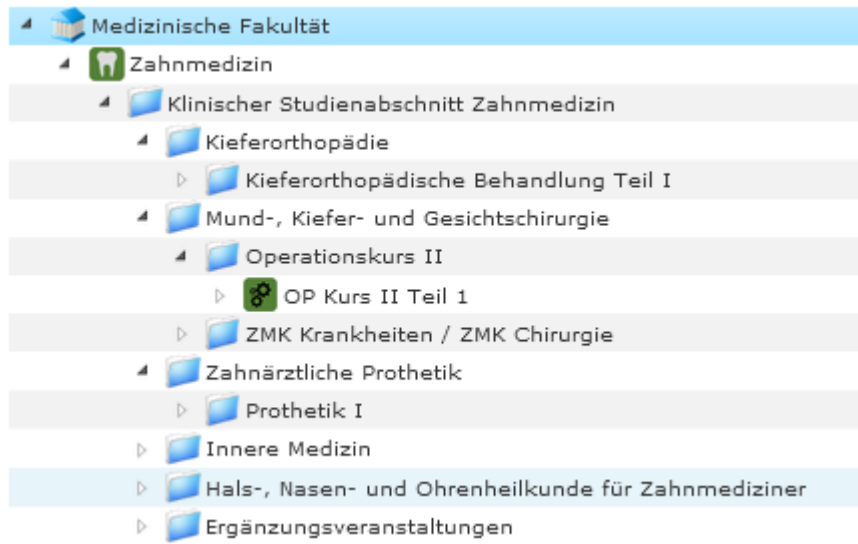 Medizinische Fakultät
Zahnmedizin
Klinischer Studienabschnitt Zahnmedizin
Kieferorthopädie
Kieferorthopädische Behandlung Teil I
Mund-, Kiefer- und Gesichtschirurgie
Operationskurs II
OP Kurs II Teil 1
ZMK Krankheiten / ZMK Chirurgie
Zahnärztliche Prothetik
Prothetik I
Innere Medizin
Hals-, Nasen- und Ohrenheilkunde für Zahnmediziner
Ergänzungsveranstaltungen